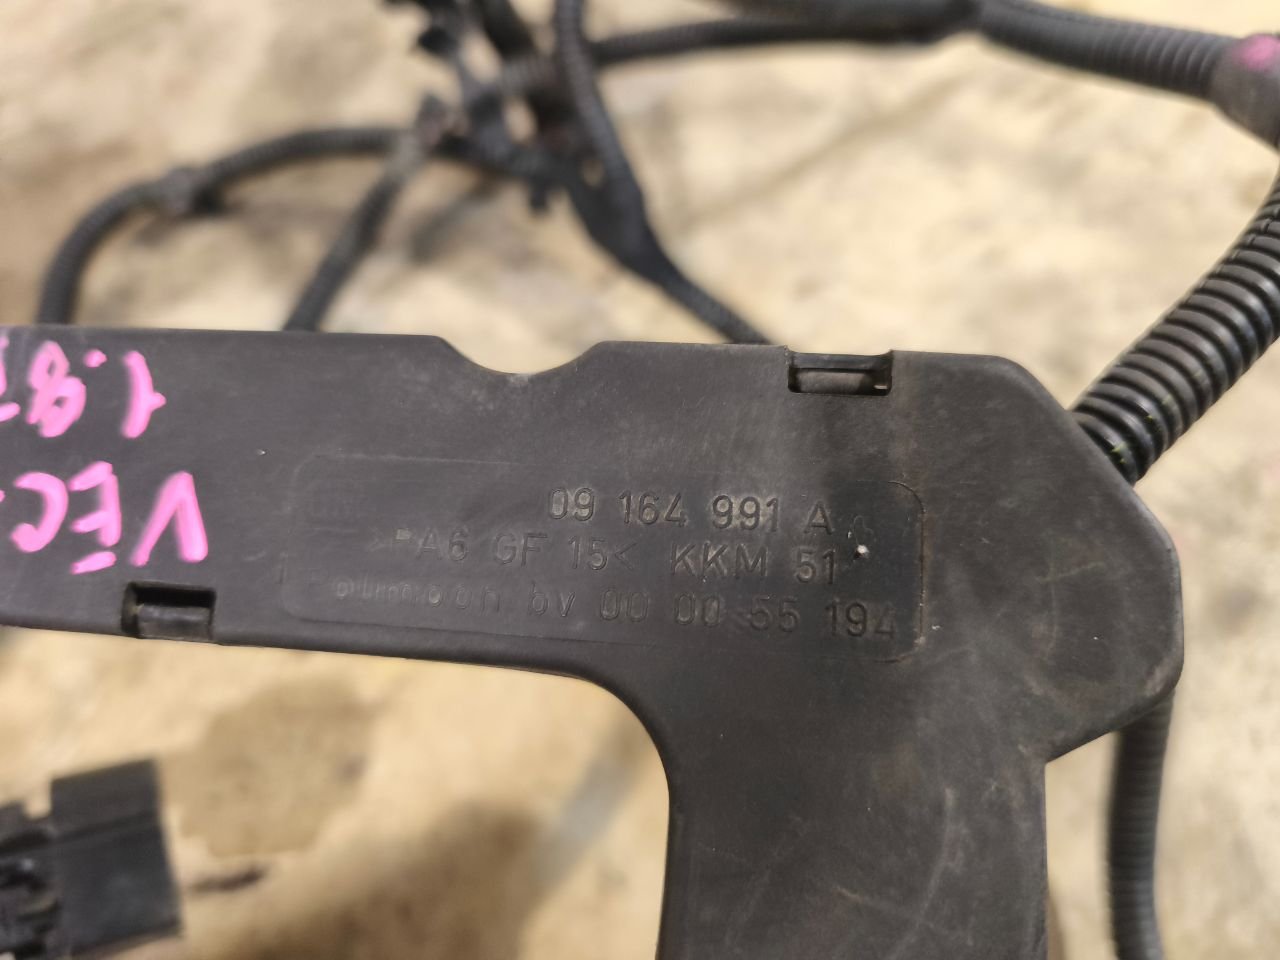 09 164 991 A
PA6 GF 15< KKM 51
bv 00 00 55 194
1.8
VEC